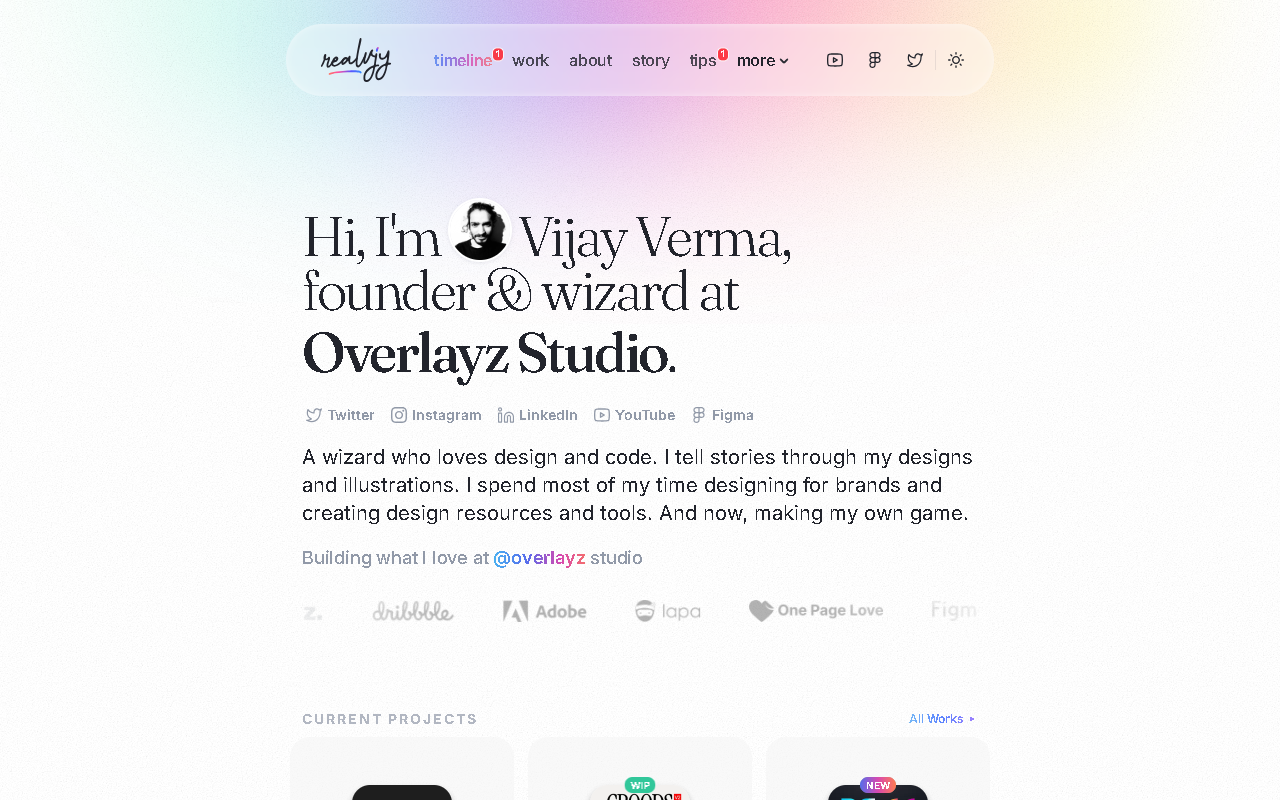 realvjy
timeline 1 work about story tips 1 more
Hi, I'm Vijay Verma,
founder & wizard at
Overlayz Studio.
Twitter Instagram LinkedIn YouTube Figma
A wizard who loves design and code. I tell stories through my designs
and illustrations. I spend most of my time designing for brands and
creating design resources and tools. And now, making my own game.
Building what I love at @overlayz studio
z. dribbble Adobe lapa One Page Love Figm
CURRENT PROJECTS
All Works ▸
WIP
NEW